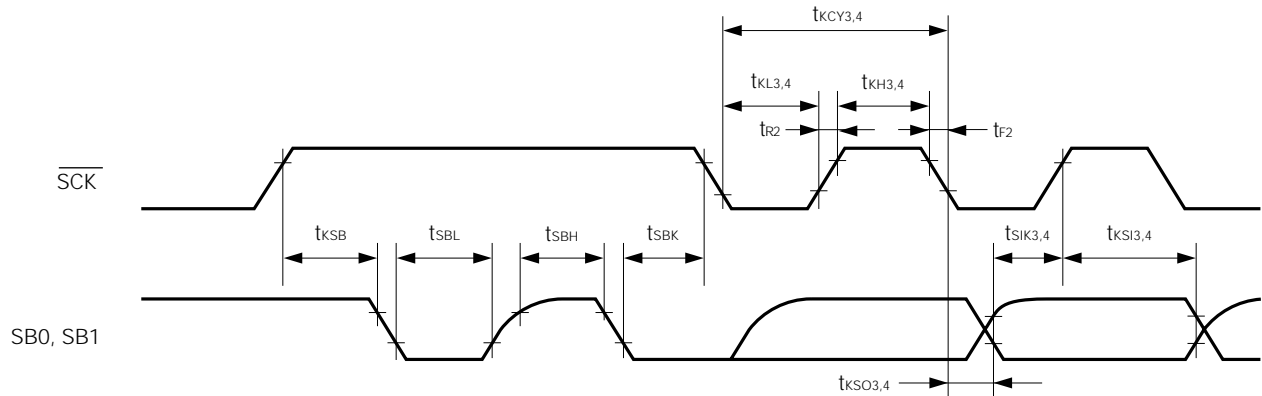 tKCY3,4
tKL3,4 tKH3,4
tR2 tF2
SCK
tKSB tSBL tSBH tSBK tSIK3,4 tKSI3,4
SB0, SB1
tKSO3,4